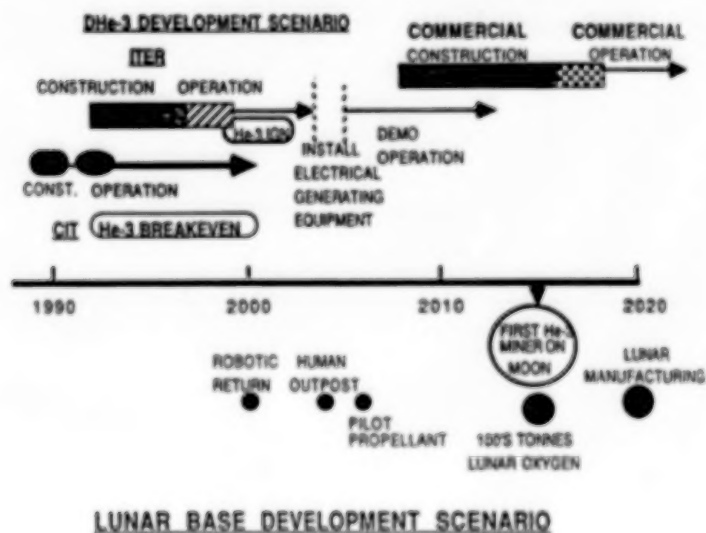 DHe-3 DEVELOPMENT SCENARIO
ITER
CONSTRUCTION OPERATION
He-3 IGN
CONST. OPERATION
CIT He-3 BREAKEVEN
INSTALL
ELECTRICAL
GENERATING
EQUIPMENT
DEMO
OPERATION
COMMERCIAL
CONSTRUCTION
COMMERCIAL
OPERATION
1990 2000 2010 2020
ROBOTIC
RETURN
HUMAN
OUTPOST
PILOT
PROPELLANT
FIRST He-3
MINER ON
MOON
100'S TONNES
LUNAR OXYGEN
LUNAR
MANUFACTURING
LUNAR BASE DEVELOPMENT SCENARIO